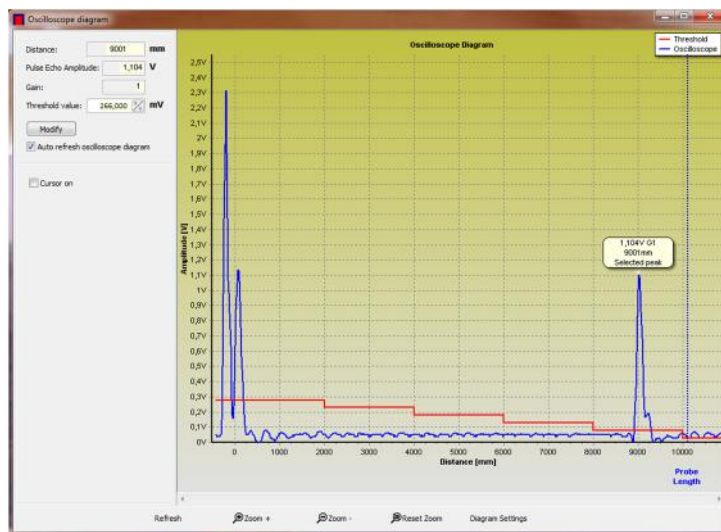 Oscilloscope diagram
Distance: 9001 mm
Pulse Echo Amplitude: 1,104 V
Gain: 1
Threshold value: 266,000 mV
Modify
Auto refresh oscilloscope diagram
Cursor on
Oscilloscope Diagram
Threshold
Oscilloscope
Amplitude [V]
2,5V
2,4V
2,3V
2,2V
2,1V
2V
1,9V
1,8V
1,7V
1,6V
1,5V
1,4V
1,3V
1,2V
1,1V
1V
0,9V
0,8V
0,7V
0,6V
0,5V
0,4V
0,3V
0,2V
0,1V
0V
1,104V G1
9001mm
Selected peak
0 1000 2000 3000 4000 5000 6000 7000 8000 9000 10000
Distance [mm]
Probe
Length
Refresh Zoom + Zoom - Reset Zoom Diagram Settings